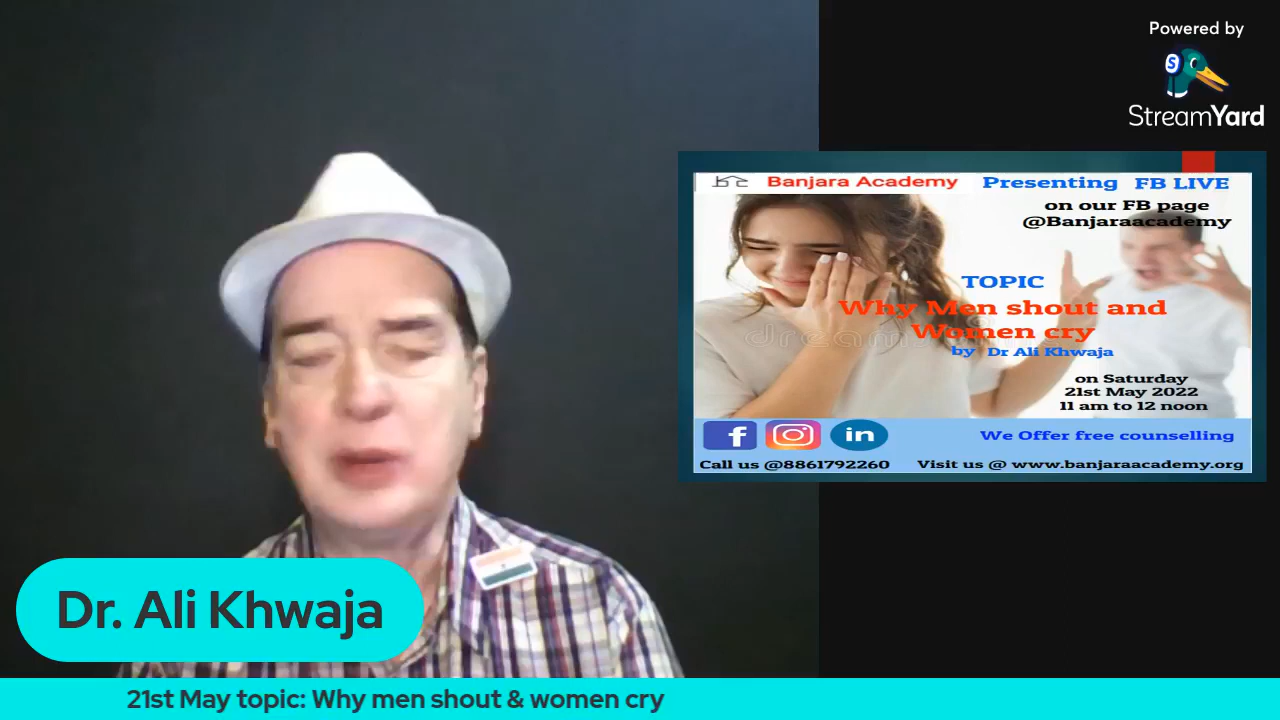 Powered by
S
StreamYard
Banjara Academy Presenting FB LIVE
on our FB page
@Banjaraacademy
TOPIC
Why Men shout and
Women cry
by Dr Ali Khwaja
on Saturday
21st May 2022
11 am to 12 noon
f in We Offer free counselling
Call us @8861792260 Visit us @ www.banjaraacademy.org
Dr. Ali Khwaja
21st May topic: Why men shout & women cry